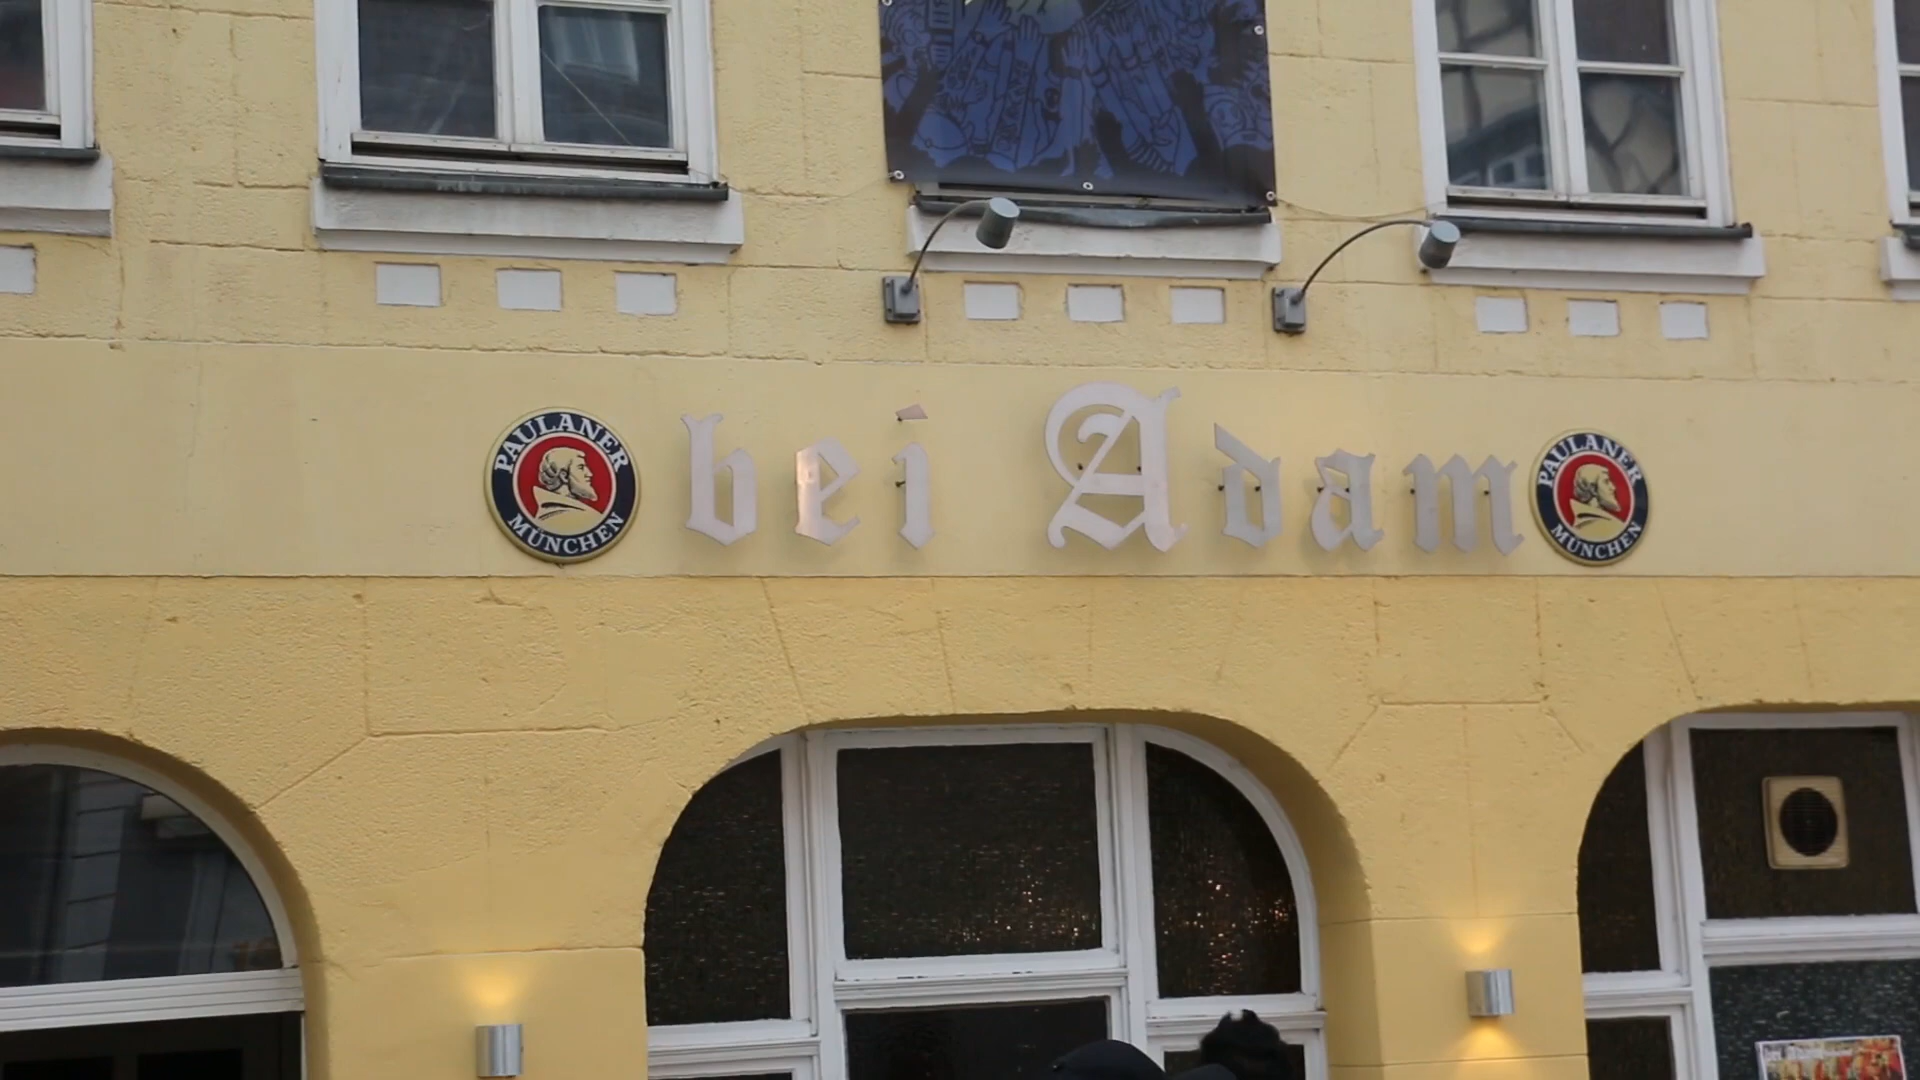 PAULANER
MÜNCHEN
bei Adam
PAULANER
MÜNCHEN